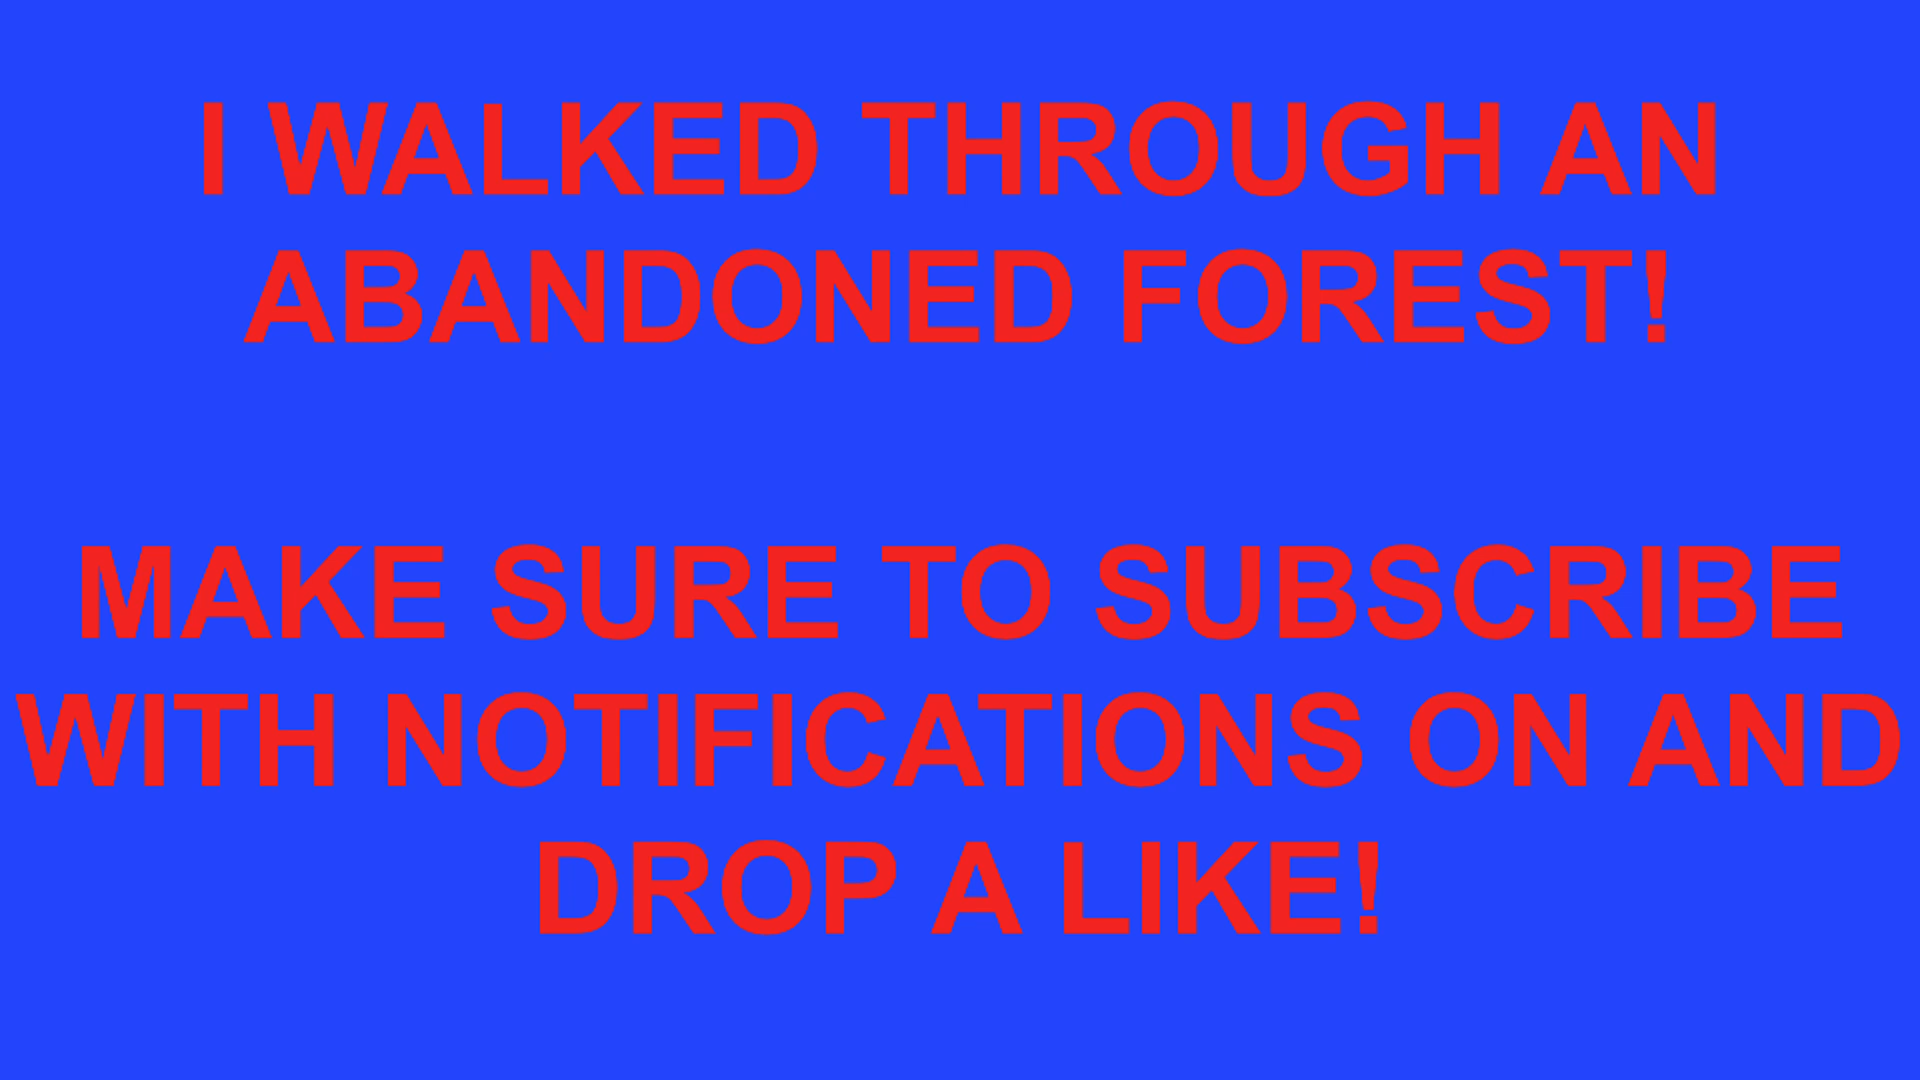 I WALKED THROUGH AN
ABANDONED FOREST!
MAKE SURE TO SUBSCRIBE
WITH NOTIFICATIONS ON AND
DROP A LIKE!